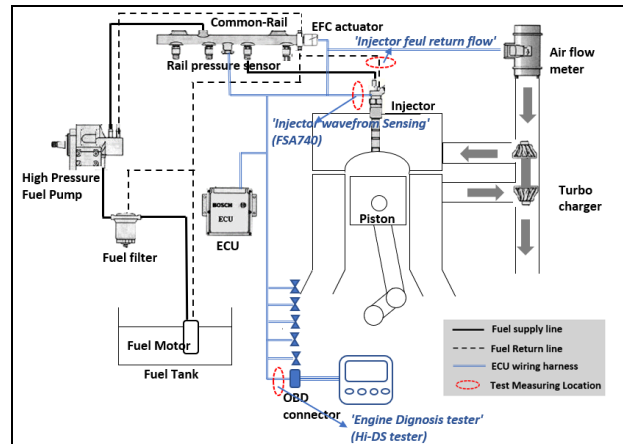 Common-Rail
EFC actuator
Rail pressure sensor
'Injector feul return flow'
Air flow
meter
Injector
'Injector wavefrom Sensing'
(FSA740)
High Pressure
Fuel Pump
BOSCH
ECU
ECU
Piston
Turbo
charger
Fuel filter
Fuel Motor
Fuel Tank
OBD
connector
'Engine Dignosis tester'
(Hi-DS tester)
Fuel supply line
Fuel Return line
ECU wiring harness
Test Measuring Location